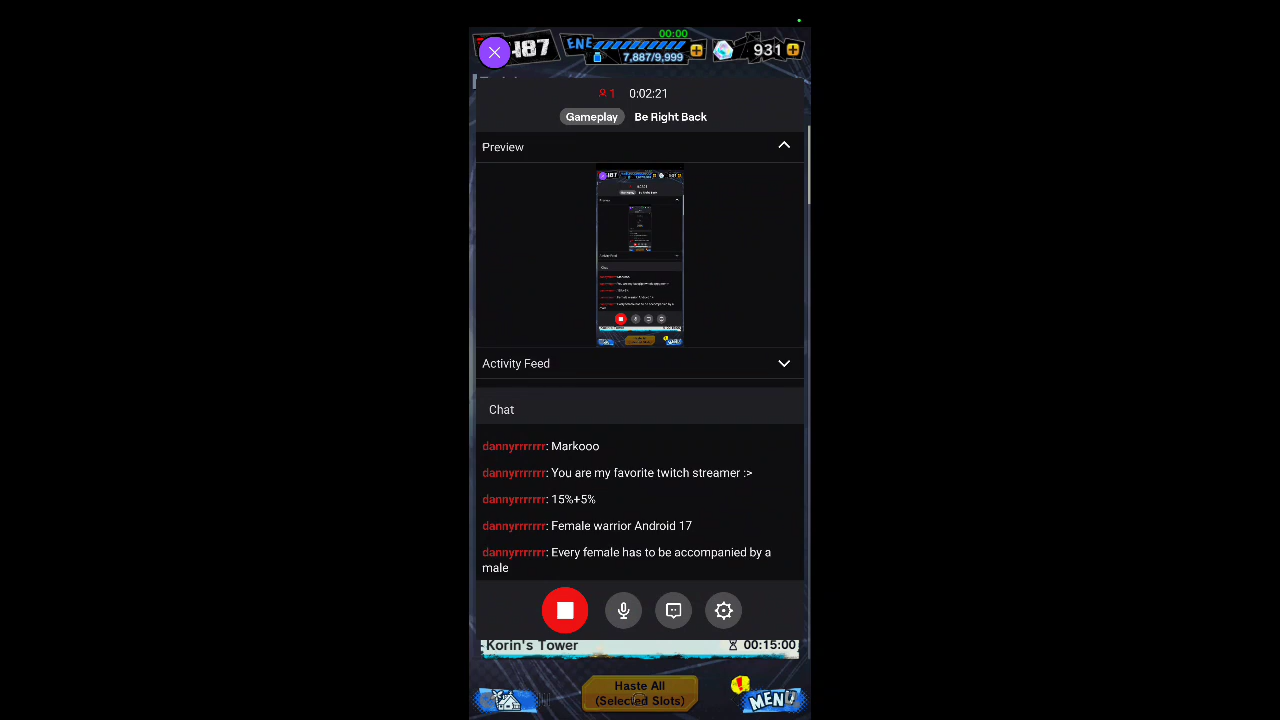 00:00
487
ENE
7,887/9,999
931
1 0:02:21
Gameplay Be Right Back
Preview
Activity Feed
Chat
dannyrrrrrrr: Markooo
dannyrrrrrrr: You are my favorite twitch streamer :>
dannyrrrrrrr: 15%+5%
dannyrrrrrrr: Female warrior Android 17
dannyrrrrrrr: Every female has to be accompanied by a
male
Korin's Tower 00:15:00
Haste All
(Selected Slots)
MENU